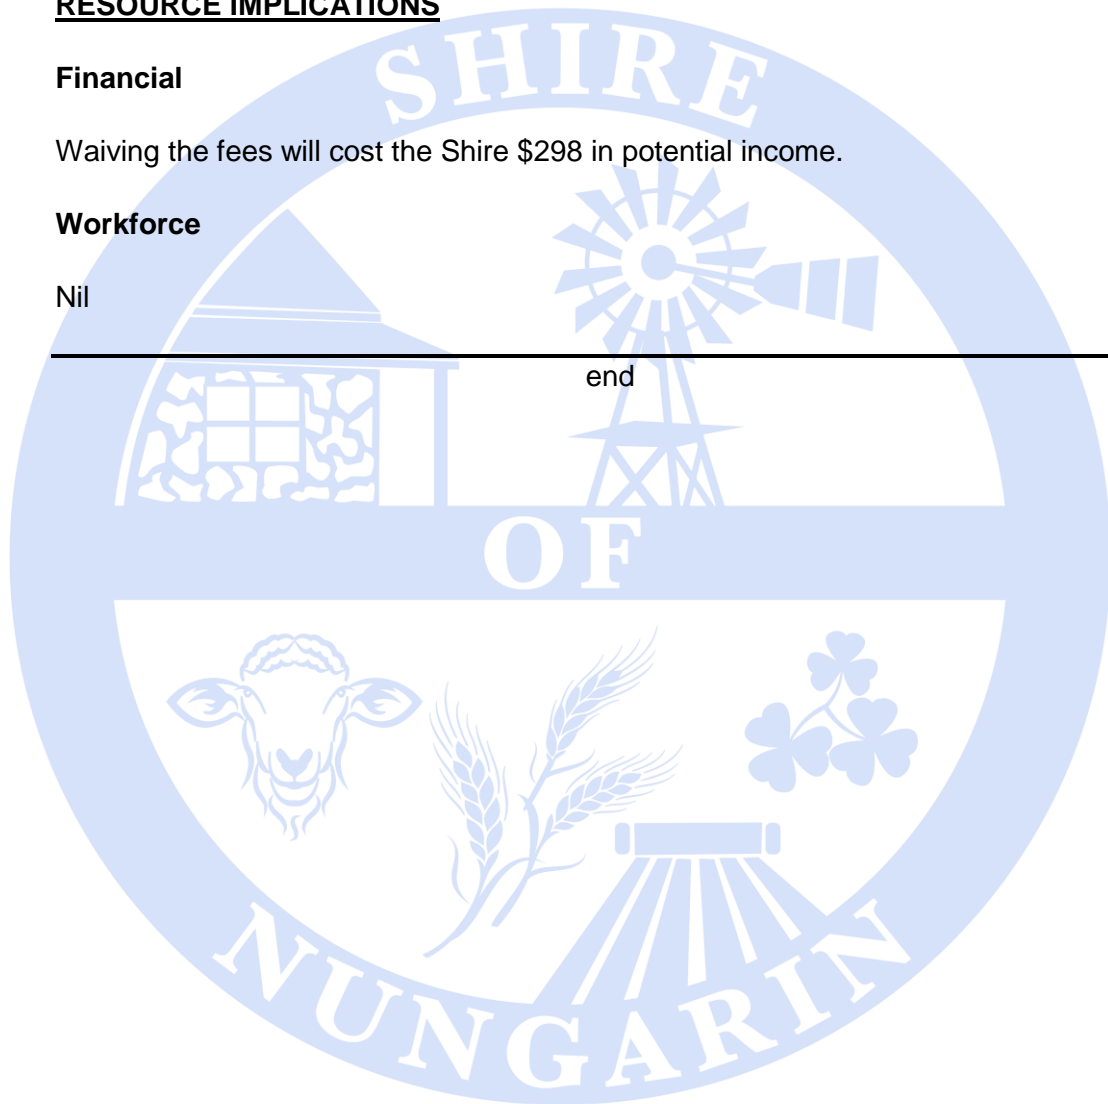 RESOURCE IMPLICATIONS
SHIRE
Financial
Waiving the fees will cost the Shire $298 in potential income.
Workforce
Nil
end
OF
NUNGARIN